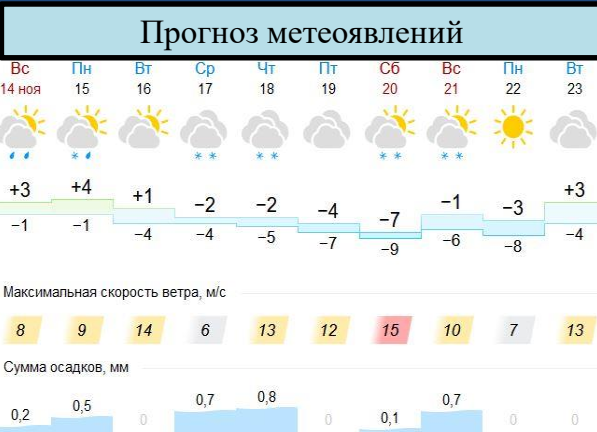 Прогноз метеоявлений
Вс Пн Вт Ср Чт Пт Сб Вс Пн Вт
14 ноя 15 16 17 18 19 20 21 22 23
+3 +4 +1 −2 −2 −4 −7 −1 −3 +3
−1 −1 −4 −4 −5 −7 −9 −6 −8 −4
Максимальная скорость ветра, м/с
8 9 14 6 13 12 15 10 7 13
Сумма осадков, мм
0,2 0,5 0 0,7 0,8 0 0,1 0,7 0 0